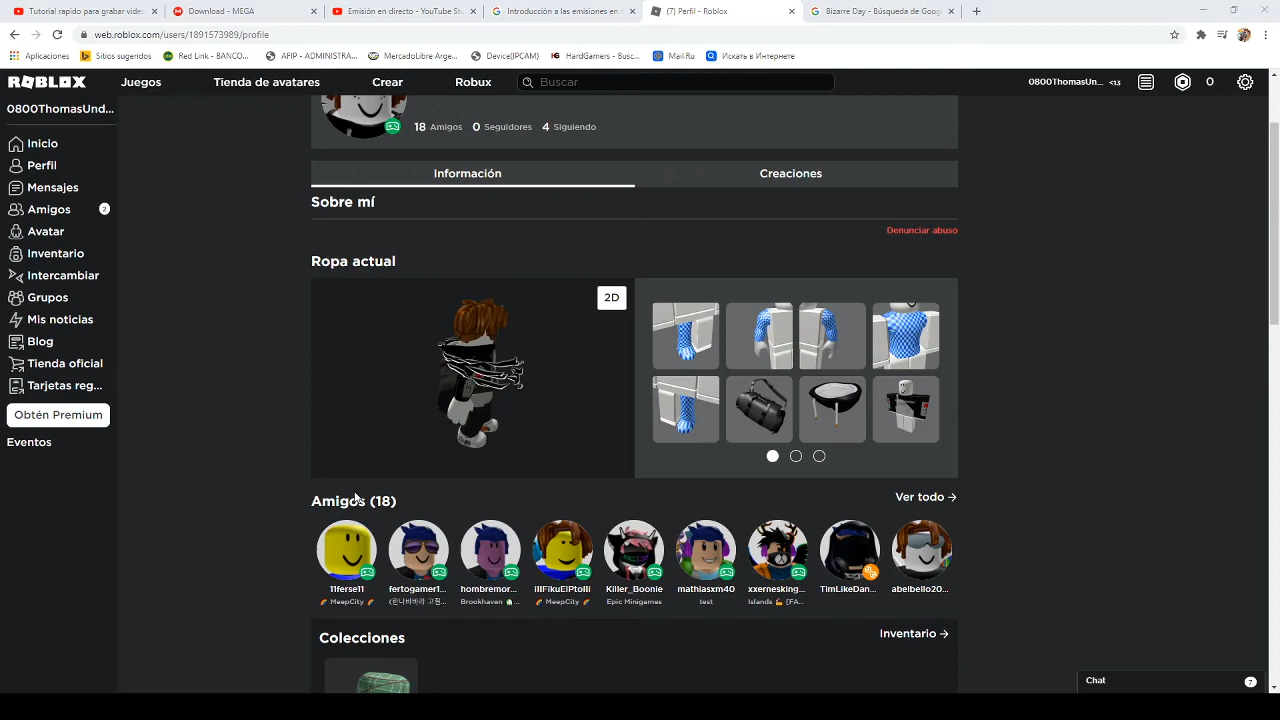 Tutorial rapido para grabar vide
Download - MEGA
Emisión en directo - YouTube Stu
Introducción a las emisiones en
(7) Perfil - Roblox
Bizarre Day - Búsqueda de Goog
web.roblox.com/users/1891573989/profile
Aplicaciones
Sitios sugeridos
Red Link - BANCO...
AFIP - ADMINISTRA...
MercadoLibre Arge...
Device(IPCAM)
HardGamers - Busc...
Mail.Ru
Искать в Интернете
ROBLOX
Juegos
Tienda de avatares
Crear
Robux
Buscar
0800ThomasUn... <13
0
0800ThomasUnd...
Inicio
Perfil
Mensajes
Amigos 2
Avatar
Inventario
Intercambiar
Grupos
Mis noticias
Blog
Tienda oficial
Tarjetas reg...
Obtén Premium
Eventos
18 Amigos 0 Seguidores 4 Siguiendo
Información
Creaciones
Sobre mí
Denunciar abuso
Ropa actual
2D
Amigos (18)
Ver todo
11ferse11
fertogamer1...
hombremor...
Killer_Boonie
mathiasxm40
xxernesking...
TimLikeDan...
abelbello20...
MeepCity
Brookhaven
MeepCity
Epic Minigames
test
Islands [FA...
Colecciones
Inventario
Chat 7